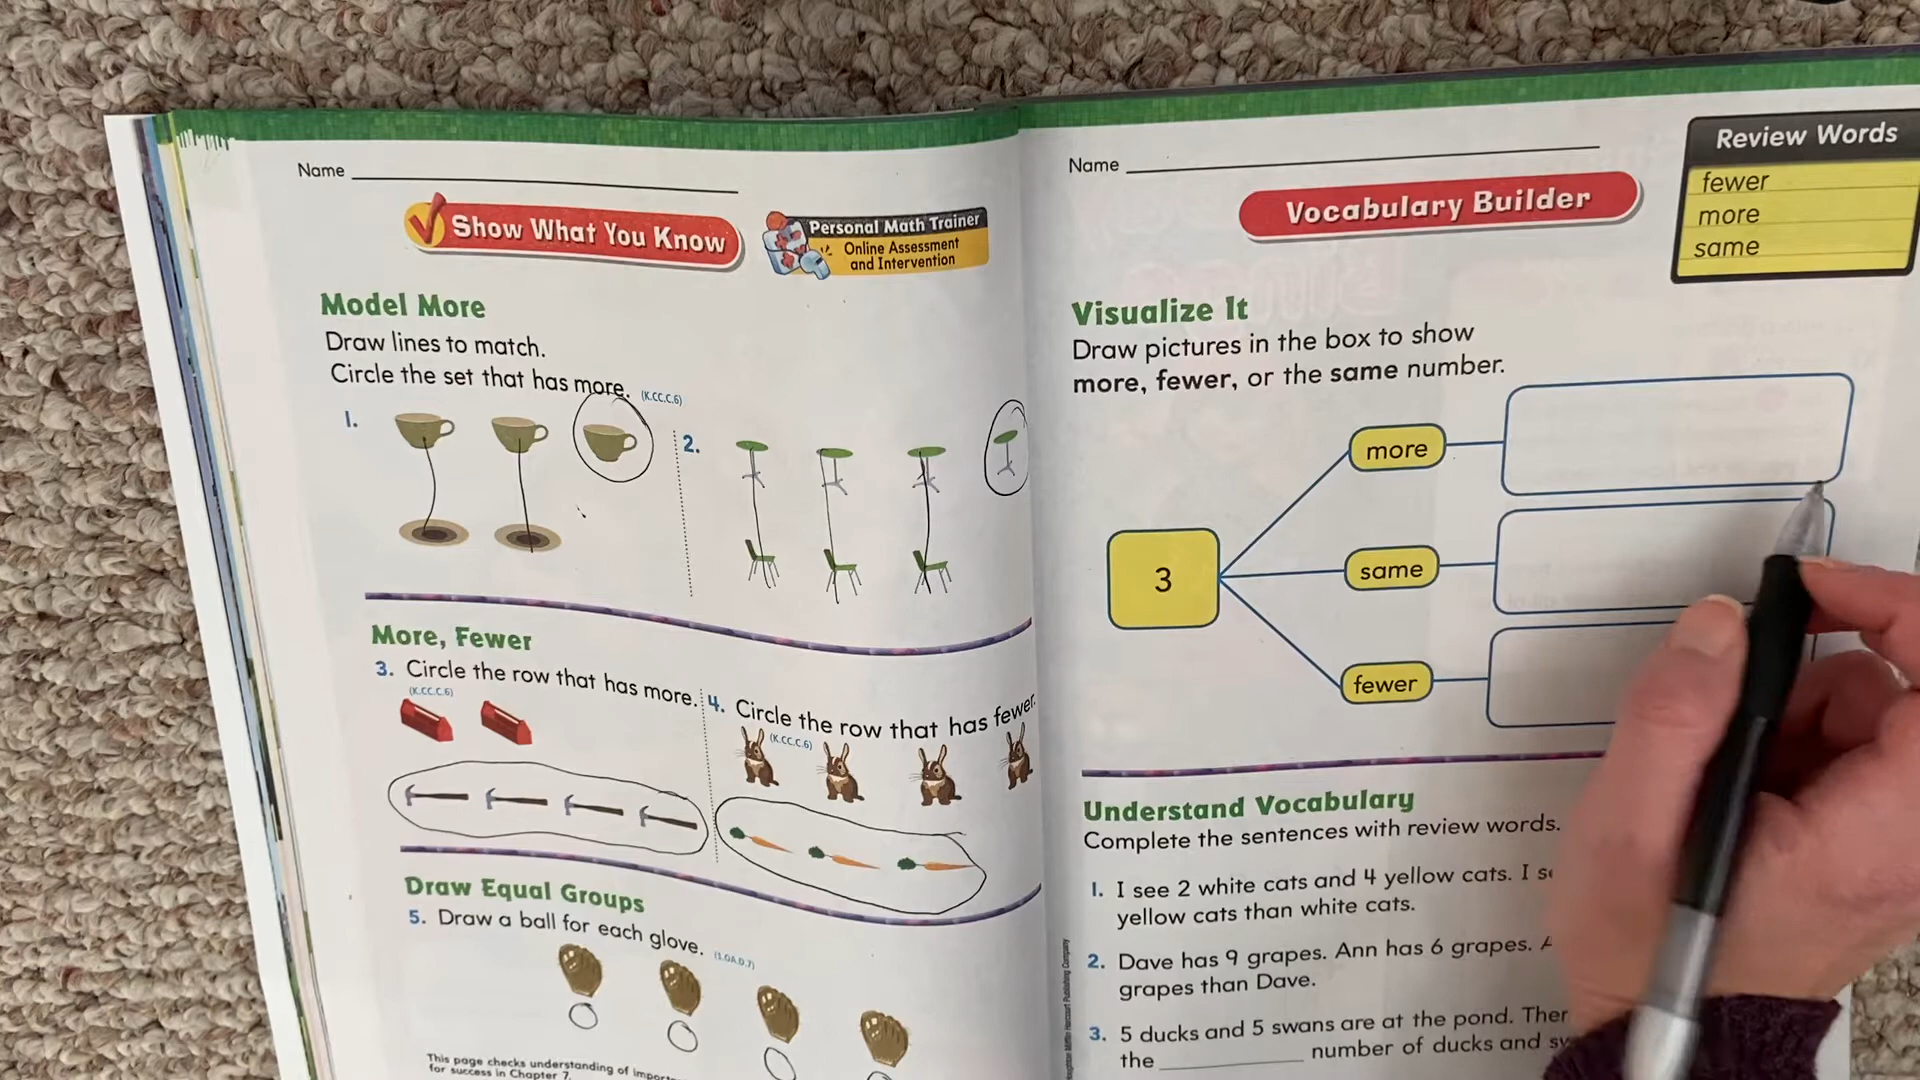 Name
Show What You Know
Personal Math Trainer
Online Assessment
and Intervention
Model More
Draw lines to match.
Circle the set that has more. (K.CC.C.6)
1.
2.
More, Fewer
3. Circle the row that has more.
(K.CC.C.6)
4. Circle the row that has fewer.
(K.CC.C.6)
Draw Equal Groups
5. Draw a ball for each glove. (1.OA.D.7)
This page checks understanding of
for success in Chapter 7.
Name
Vocabulary Builder
Review Words
fewer
more
same
Visualize It
Draw pictures in the box to show
more, fewer, or the same number.
more
3
same
fewer
Understand Vocabulary
Complete the sentences with review words.
1. I see 2 white cats and 4 yellow cats. I
yellow cats than white cats.
2. Dave has 9 grapes. Ann has 6 grapes.
grapes than Dave.
3. 5 ducks and 5 swans are at the pond.
the number of ducks and
Houghton Mifflin Harcourt Publishing Company